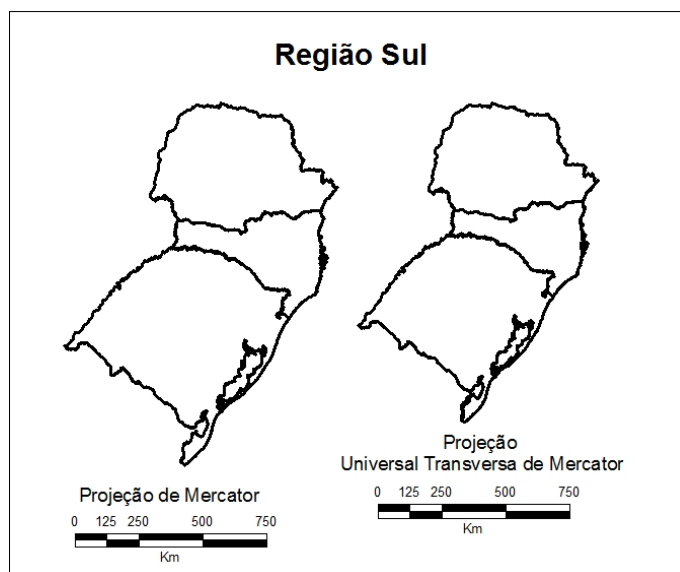 Região Sul
Projeção de Mercator
0 125 250 500 750
Km
Projeção
Universal Transversa de Mercator
0 125 250 500 750
Km